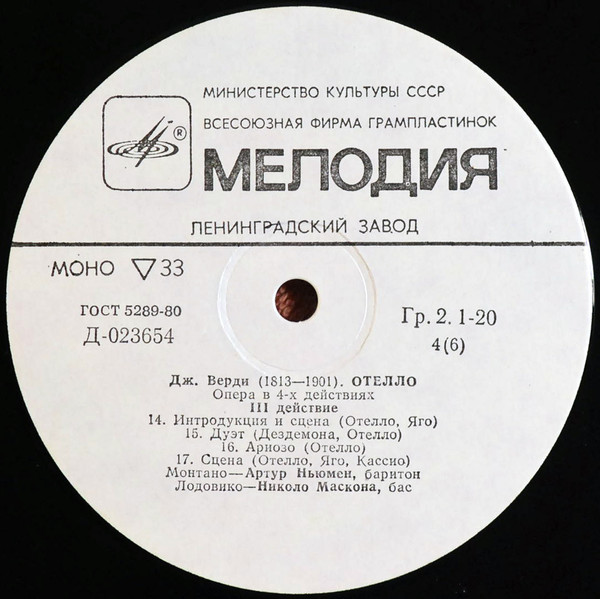 МИНИСТЕРСТВО КУЛЬТУРЫ СССР
ВСЕСОЮЗНАЯ ФИРМА ГРАМПЛАСТИНОК
®
МЕЛОДИЯ
ЛЕНИНГРАДСКИЙ ЗАВОД
МОНО ▽33
ГОСТ 5289-80
Д-023654
Гр. 2. 1-20
4(6)
Дж. Верди (1813—1901). ОТЕЛЛО
Опера в 4-х действиях
III действие
14. Интродукция и сцена (Отелло, Яго)
15. Дуэт (Дездемона, Отелло)
16. Ариозо (Отелло)
17. Сцена (Отелло, Яго, Кассио)
Монтано—Артур Ньюмен, баритон
Лодовико—Николо Маскона, бас